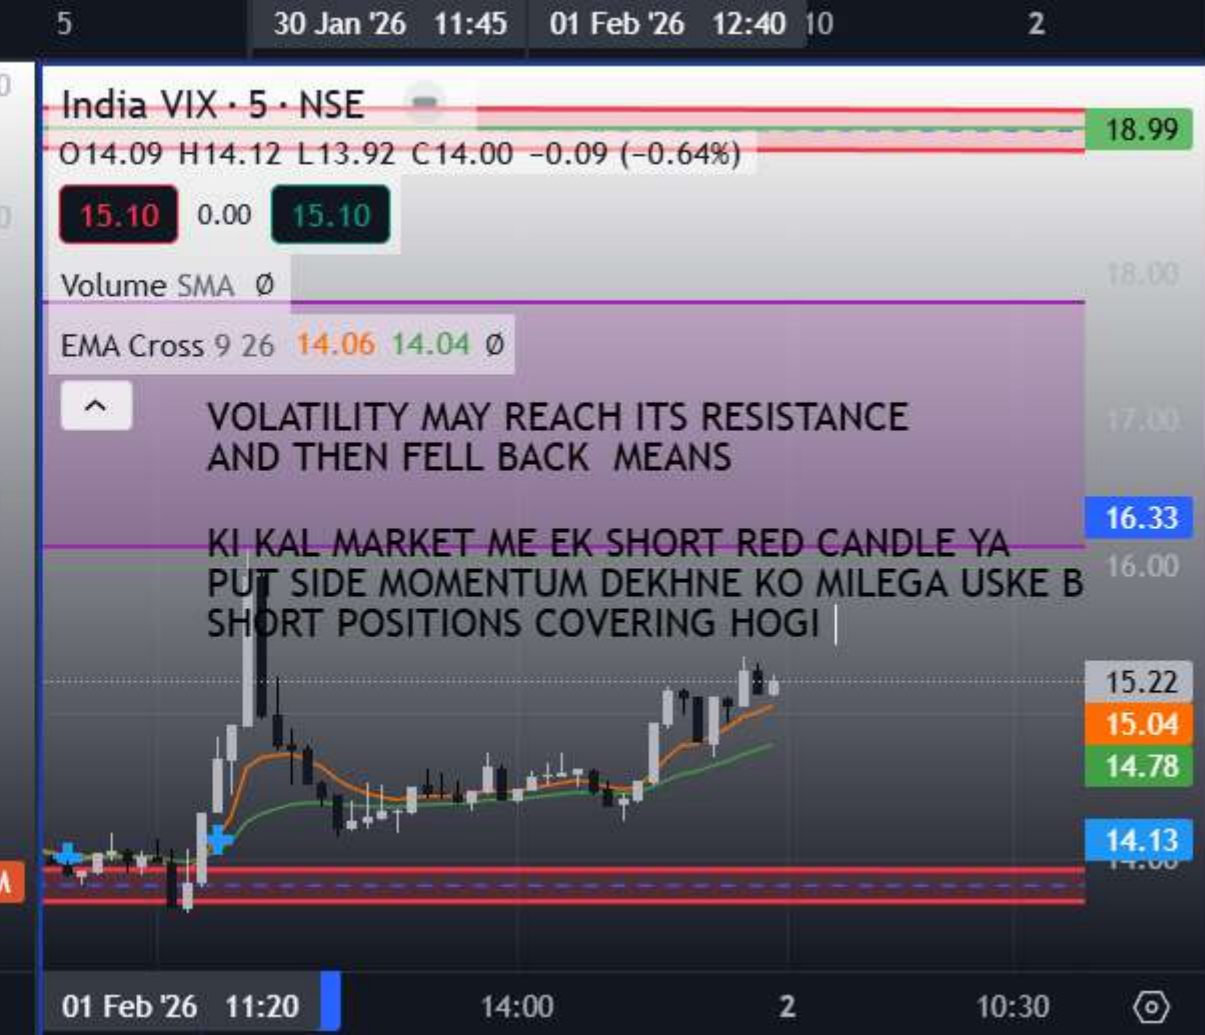 5
30 Jan '26 11:45 01 Feb '26 12:40 10 2
India VIX · 5 · NSE
18.99
O14.09 H14.12 L13.92 C14.00 −0.09 (−0.64%)
15.10 0.00 15.10
18.00
Volume SMA Ø
EMA Cross 9 26 14.06 14.04 Ø
VOLATILITY MAY REACH ITS RESISTANCE
17.00
AND THEN FELL BACK MEANS
16.33
KI KAL MARKET ME EK SHORT RED CANDLE YA
16.00
PUT SIDE MOMENTUM DEKHNE KO MILEGA USKE B
SHORT POSITIONS COVERING HOGI
15.22
15.04
14.78
14.13
14.00
01 Feb '26 11:20 14:00 2 10:30